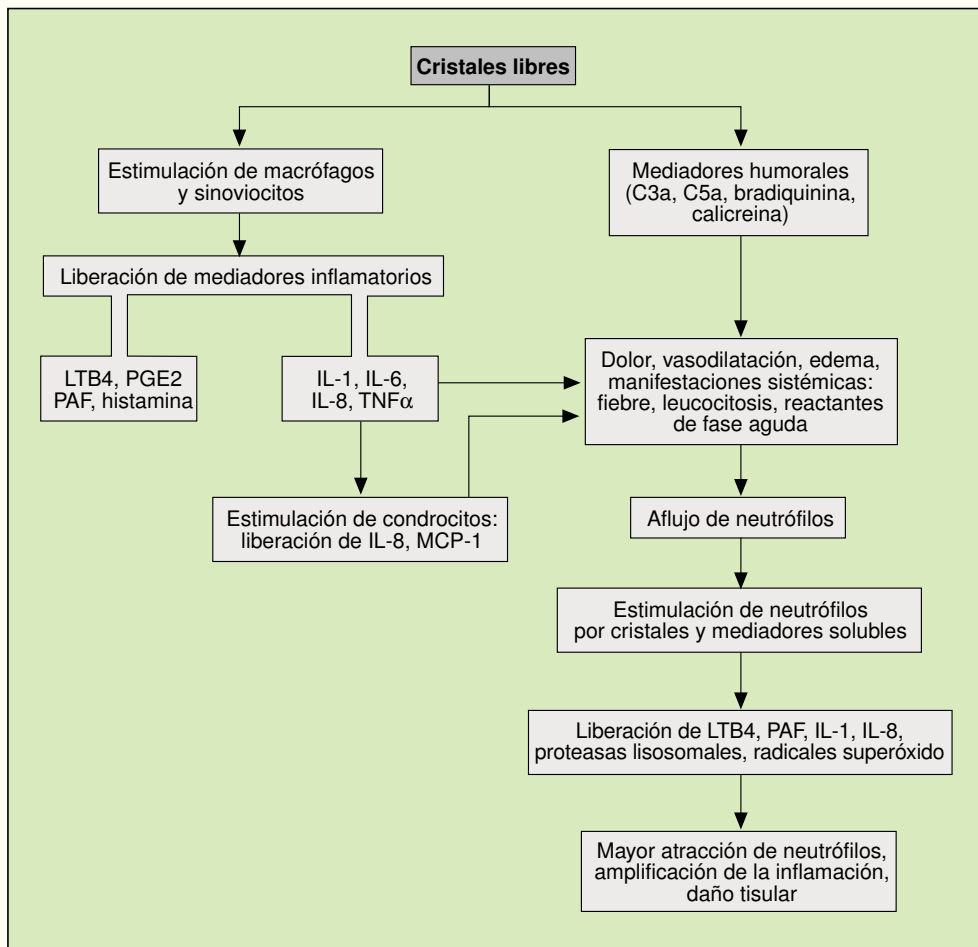 Cristales libres
Estimulación de macrófagos
y sinoviocitos
Mediadores humorales
(C3a, C5a, bradiquinina,
calicreina)
Liberación de mediadores inflamatorios
LTB4, PGE2
PAF, histamina
IL-1, IL-6,
IL-8, TNFα
Dolor, vasodilatación, edema,
manifestaciones sistémicas:
fiebre, leucocitosis, reactantes
de fase aguda
Estimulación de condrocitos:
liberación de IL-8, MCP-1
Aflujo de neutrófilos
Estimulación de neutrófilos
por cristales y mediadores solubles
Liberación de LTB4, PAF, IL-1, IL-8,
proteasas lisosomales, radicales superóxido
Mayor atracción de neutrófilos,
amplificación de la inflamación,
daño tisular